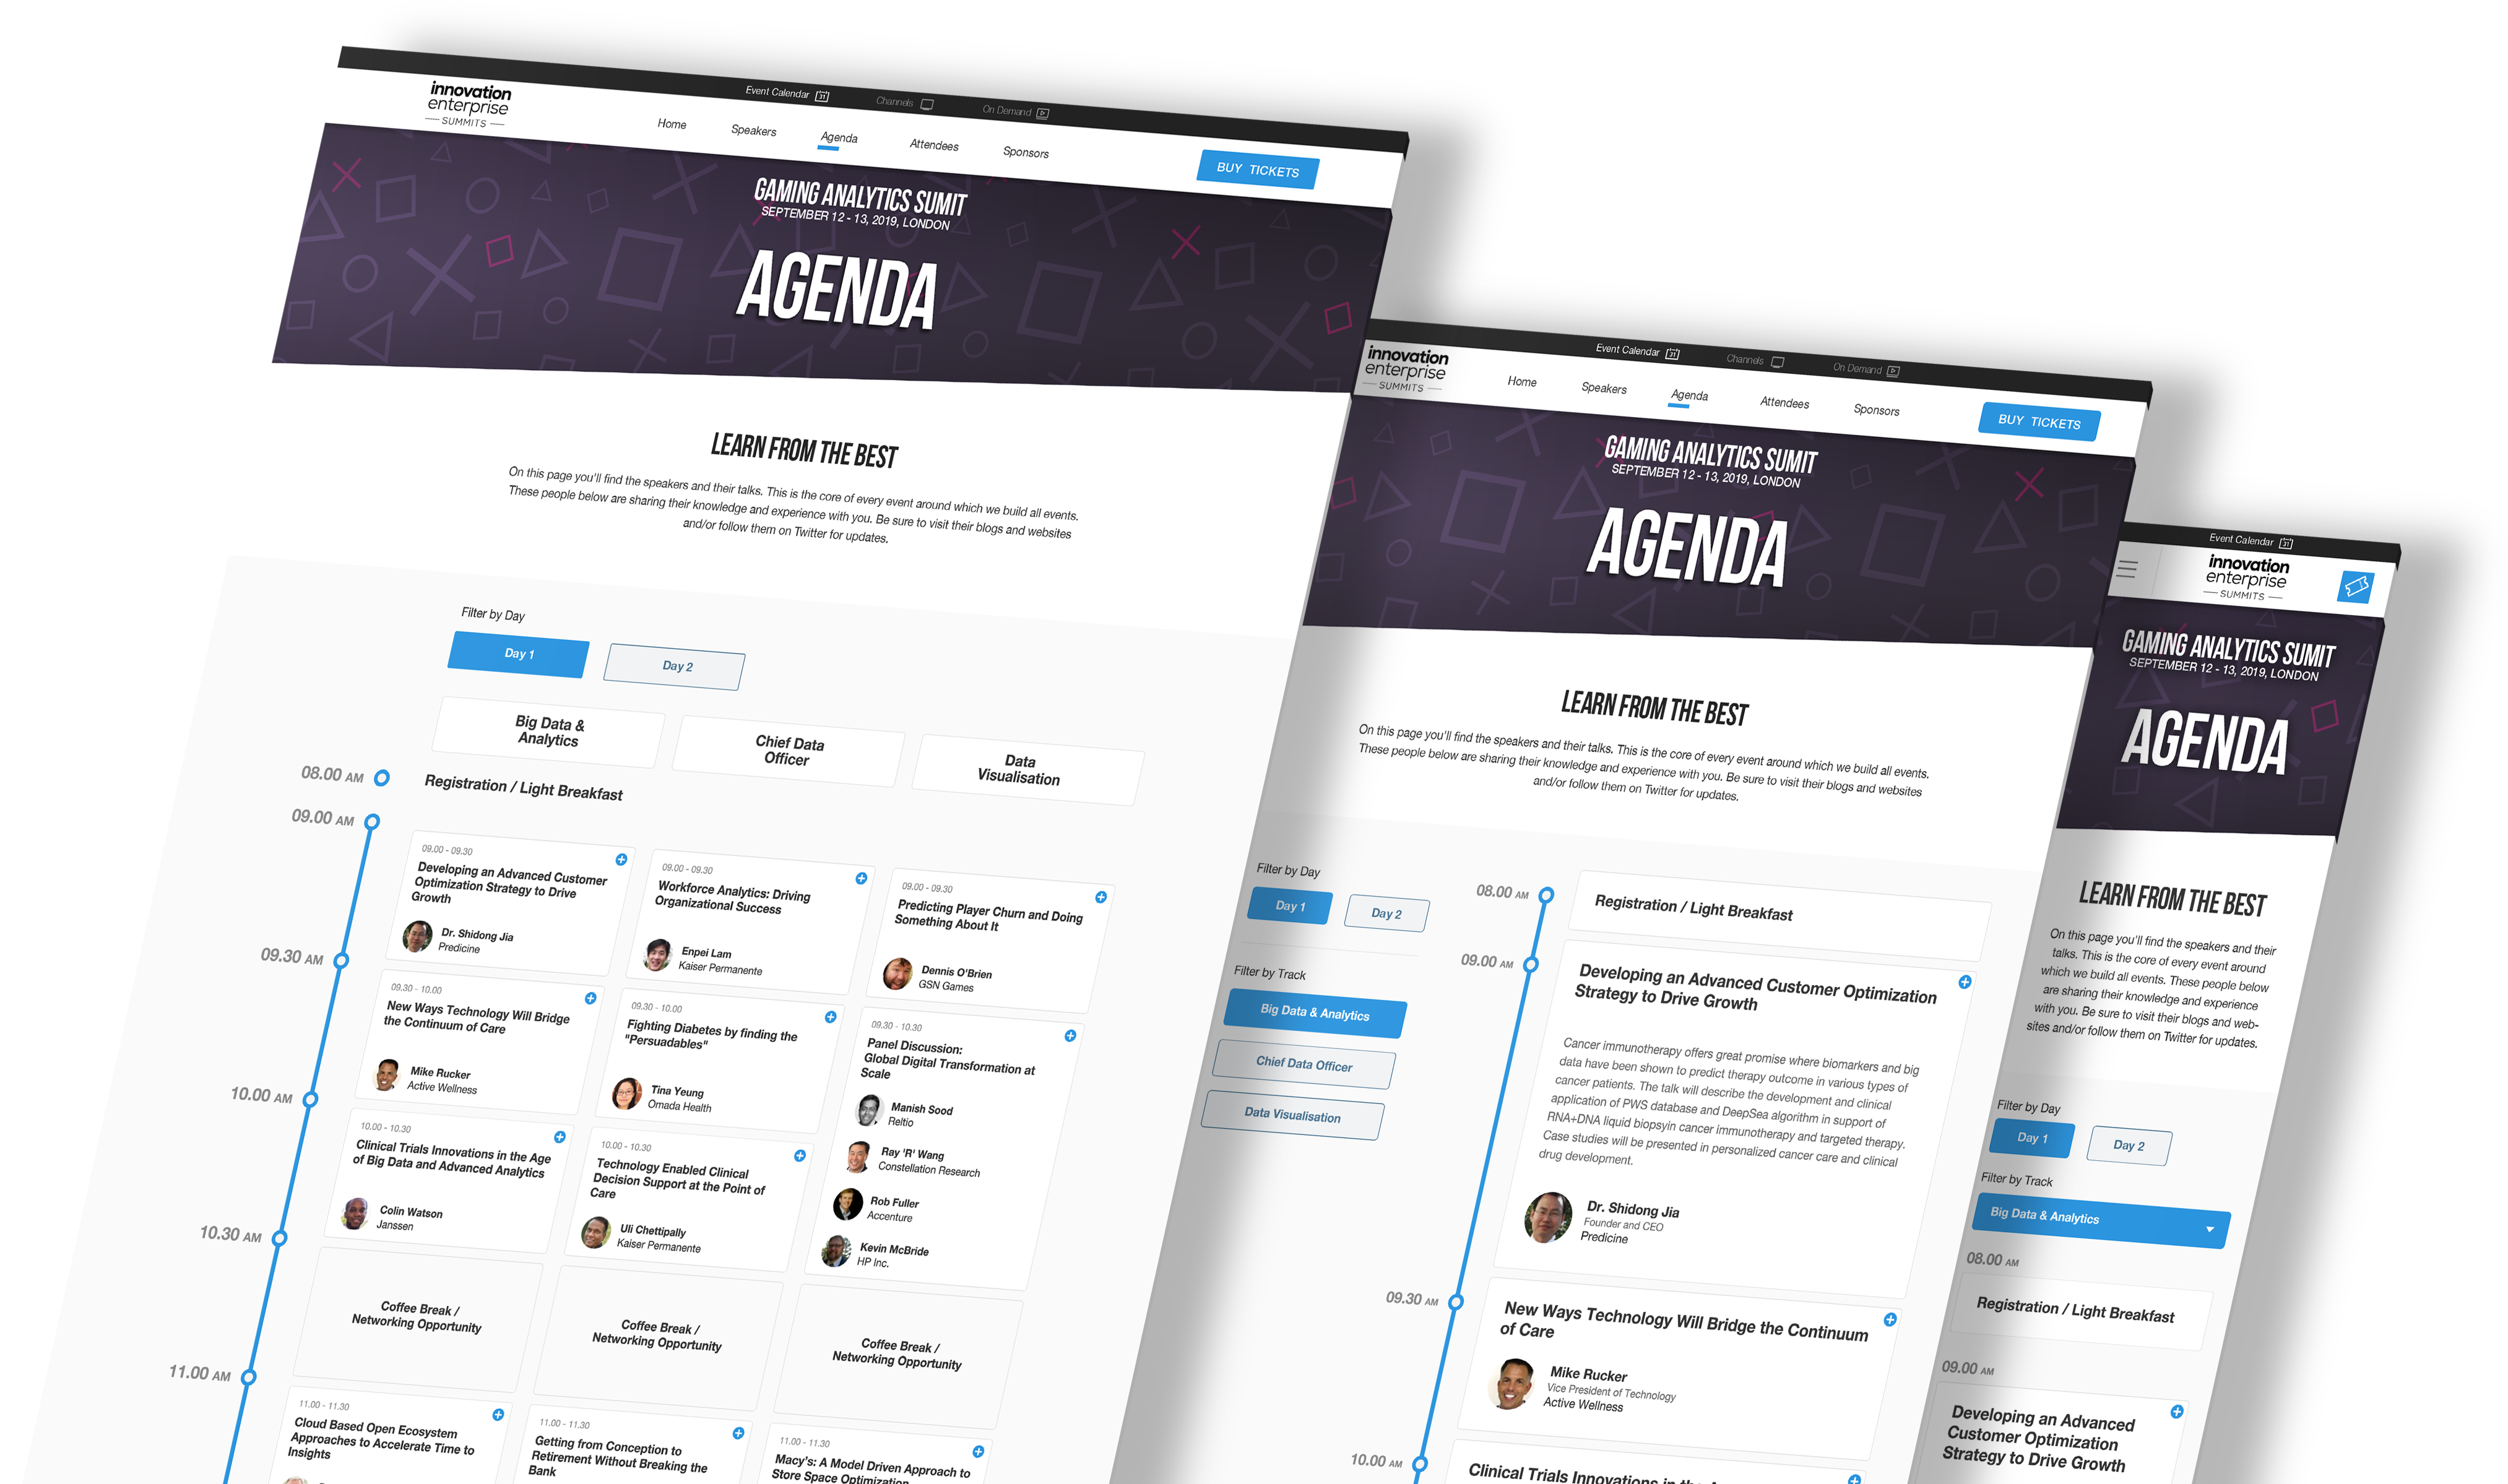 Event Calendar 31 Channels On Demand
innovation
enterprise
SUMMITS
Home Speakers Agenda Attendees Sponsors BUY TICKETS
GAMING ANALYTICS SUMIT
SEPTEMBER 12 - 13, 2019, LONDON
AGENDA
LEARN FROM THE BEST
On this page you'll find the speakers and their talks. This is the core of every event around which we build all events.
These people below are sharing their knowledge and experience with you. Be sure to visit their blogs and websites
and/or follow them on Twitter for updates.
Filter by Day
Day 1 Day 2
Big Data &
Analytics
Chief Data
Officer
Data
Visualisation
08.00 AM
Registration / Light Breakfast
09.00 AM
09.00 - 09.30
Developing an Advanced Customer
Optimization Strategy to Drive
Growth
Dr. Shidong Jia
Predicine
09.00 - 09.30
Workforce Analytics: Driving
Organizational Success
Enpei Lam
Kaiser Permanente
09.00 - 09.30
Predicting Player Churn and Doing
Something About It
Dennis O'Brien
GSN Games
09.30 AM
09.30 - 10.00
New Ways Technology Will Bridge
the Continuum of Care
Mike Rucker
Active Wellness
09.30 - 10.00
Fighting Diabetes by finding the
"Persuadables"
Tina Yeung
Omada Health
09.30 - 10.30
Panel Discussion:
Global Digital Transformation at
Scale
Manish Sood
Reltio
Ray 'R' Wang
Constellation Research
Rob Fuller
Accenture
Kevin McBride
HP Inc.
10.00 AM
10.00 - 10.30
Clinical Trials Innovations in the Age
of Big Data and Advanced Analytics
Colin Watson
Janssen
10.00 - 10.30
Technology Enabled Clinical
Decision Support at the Point of
Care
Uli Chettipally
Kaiser Permanente
10.30 AM
Coffee Break /
Networking Opportunity
Coffee Break /
Networking Opportunity
Coffee Break /
Networking Opportunity
11.00 AM
11.00 - 11.30
Cloud Based Open Ecosystem
Approaches to Accelerate Time to
Insights
11.00 - 11.30
Getting from Conception to
Retirement Without Breaking the
Bank
11.00 - 11.30
Macy's: A Model Driven Approach to
Store Space Optimization
Event Calendar 31 Channels On Demand
innovation
enterprise
SUMMITS
Home Speakers Agenda Attendees Sponsors BUY TICKETS
GAMING ANALYTICS SUMIT
SEPTEMBER 12 - 13, 2019, LONDON
AGENDA
LEARN FROM THE BEST
On this page you'll find the speakers and their talks. This is the core of every event around which we build all events.
These people below are sharing their knowledge and experience with you. Be sure to visit their blogs and websites
and/or follow them on Twitter for updates.
Filter by Day
Day 1 Day 2
Filter by Track
Big Data & Analytics
Chief Data Officer
Data Visualisation
08.00 AM
Registration / Light Breakfast
09.00 AM
Developing an Advanced Customer Optimization
Strategy to Drive Growth
Cancer immunotherapy offers great promise where biomarkers and big
data have been shown to predict therapy outcome in various types of
cancer patients. The talk will describe the development and clinical
application of PWS database and DeepSea algorithm in support of
RNA+DNA liquid biopsyin cancer immunotherapy and targeted therapy.
Case studies will be presented in personalized cancer care and clinical
drug development.
Dr. Shidong Jia
Founder and CEO
Predicine
09.30 AM
New Ways Technology Will Bridge the Continuum
of Care
Mike Rucker
Vice President of Technology
Active Wellness
10.00 AM
Clinical Trials Innovations in the
Event Calendar 31
innovation
enterprise
SUMMITS
GAMING ANALYTICS SUMIT
SEPTEMBER 12 - 13, 2019, LONDON
AGENDA
LEARN FROM THE BEST
On this page you'll find the speakers and their
talks. This is the core of every event around
which we build all events. These people below
are sharing their knowledge and experience
with you. Be sure to visit their blogs and web-
sites and/or follow them on Twitter for updates.
Filter by Day
Day 1 Day 2
Filter by Track
Big Data & Analytics
08.00 AM
Registration / Light Breakfast
09.00 AM
Developing an Advanced
Customer Optimization
Strategy to Drive Growth